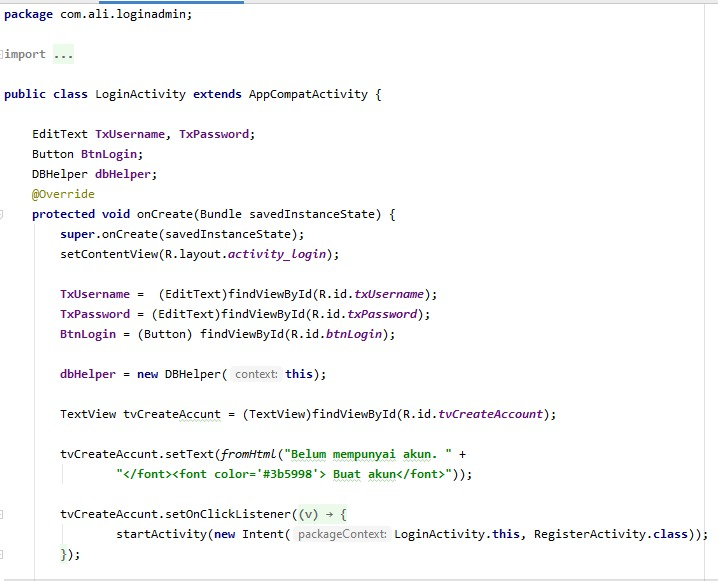 package com.ali.loginadmin;
import ...
public class LoginActivity extends AppCompatActivity {
EditText TxUsername, TxPassword;
Button BtnLogin;
DBHelper dbHelper;
@Override
protected void onCreate(Bundle savedInstanceState) {
super.onCreate(savedInstanceState);
setContentView(R.layout.activity_login);
TxUsername =  (EditText)findViewById(R.id.txUsername);
TxPassword = (EditText)findViewById(R.id.txPassword);
BtnLogin = (Button) findViewById(R.id.btnLogin);
dbHelper = new DBHelper( context: this);
TextView tvCreateAccunt = (TextView)findViewById(R.id.tvCreateAccount);
tvCreateAccunt.setText(fromHtml("Belum mempunyai akun. " +
"</font><font color='#3b5998'> Buat akun</font>"));
tvCreateAccunt.setOnClickListener((v) → {
startActivity(new Intent( packageContext: LoginActivity.this, RegisterActivity.class));
});